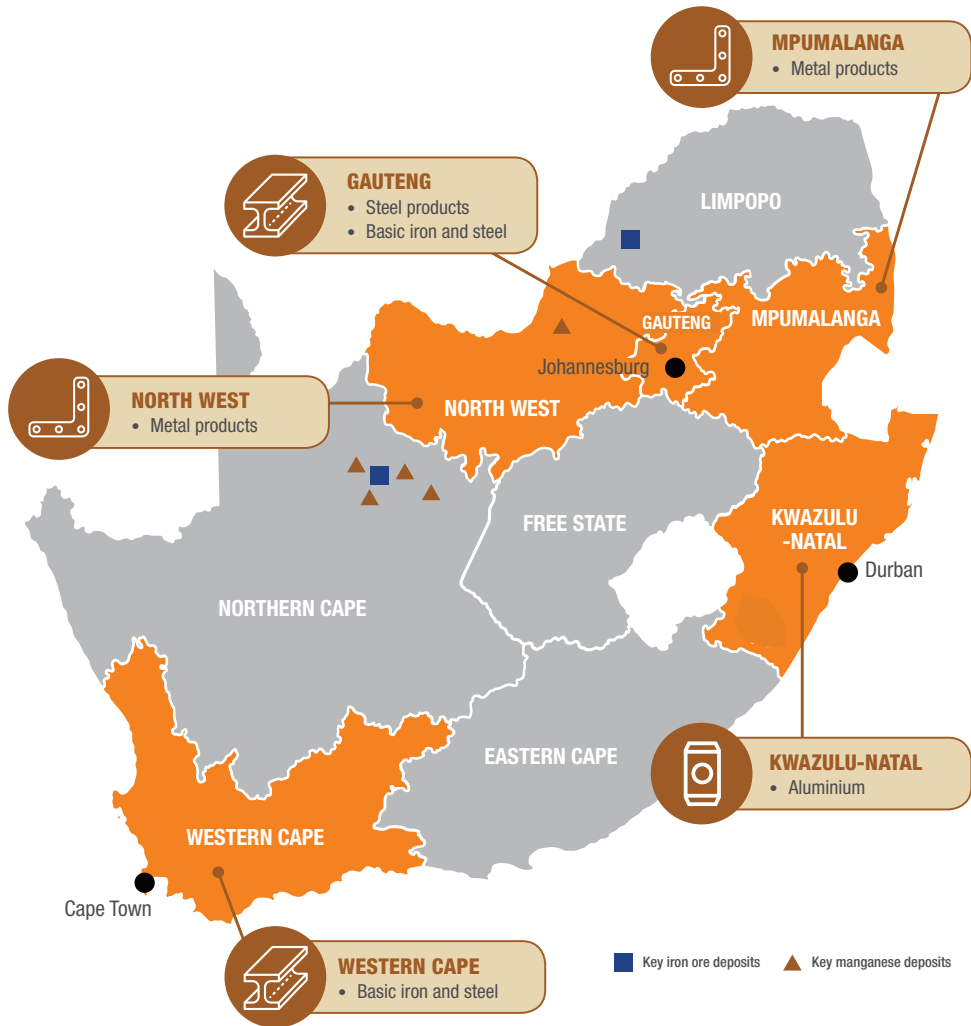 MPUMALANGA
• Metal products
GAUTENG
• Steel products
• Basic iron and steel
LIMPOPO
GAUTENG
MPUMALANGA
Johannesburg
NORTH WEST
• Metal products
NORTH WEST
FREE STATE
KWAZULU
-NATAL
Durban
NORTHERN CAPE
EASTERN CAPE
KWAZULU-NATAL
• Aluminium
WESTERN CAPE
Cape Town
WESTERN CAPE
• Basic iron and steel
Key iron ore deposits
Key manganese deposits